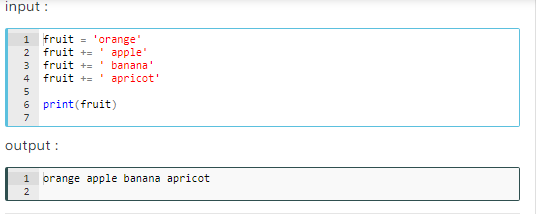 input :
1 fruit = 'orange'
2 fruit += ' apple'
3 fruit += ' banana'
4 fruit += ' apricot'
5
6 print(fruit)
7
output :
1 orange apple banana apricot
2